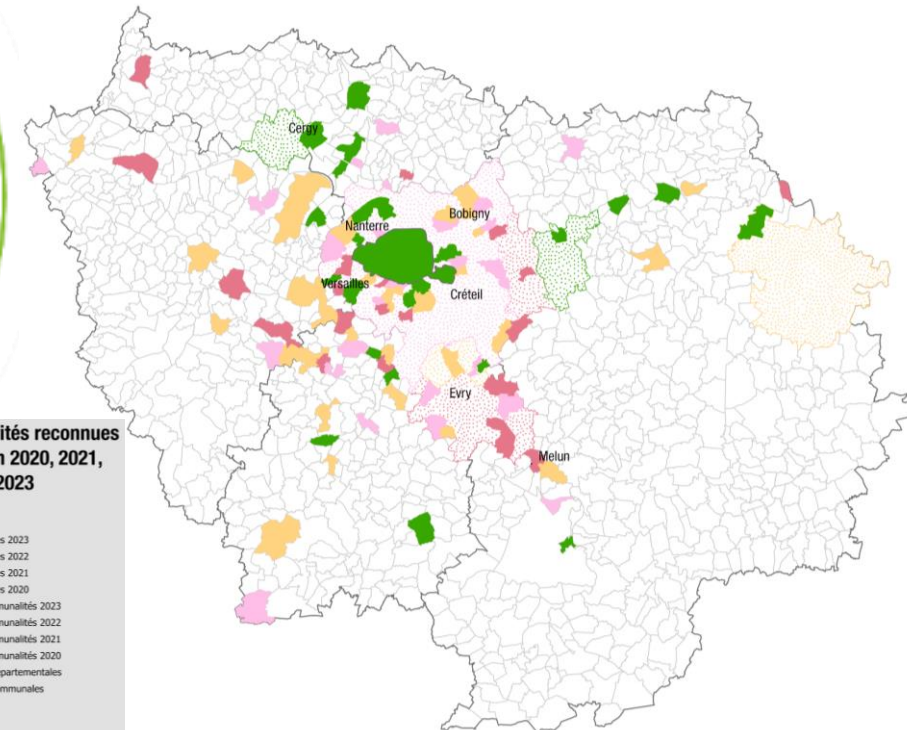 Cergy
Bobigny
Nanterre
Versailles
Créteil
Evry
Melun
ités reconnues
n 2020, 2021,
2023
s 2023
s 2022
s 2021
s 2020
munalités 2023
munalités 2022
munalités 2021
munalités 2020
épartementales
mmunales